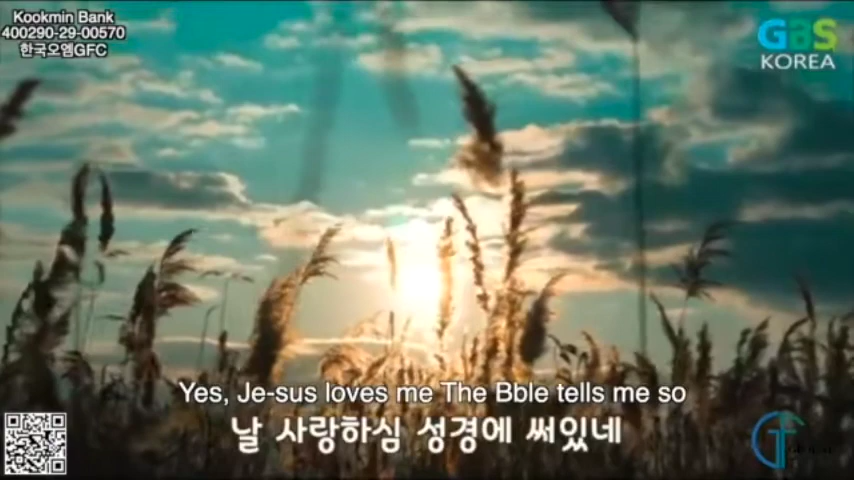 Kookmin Bank
400290-29-00570
한국오엠GFC
GBS
KOREA
Yes, Je-sus loves me The Bble tells me so
날 사랑하심 성경에 써있네